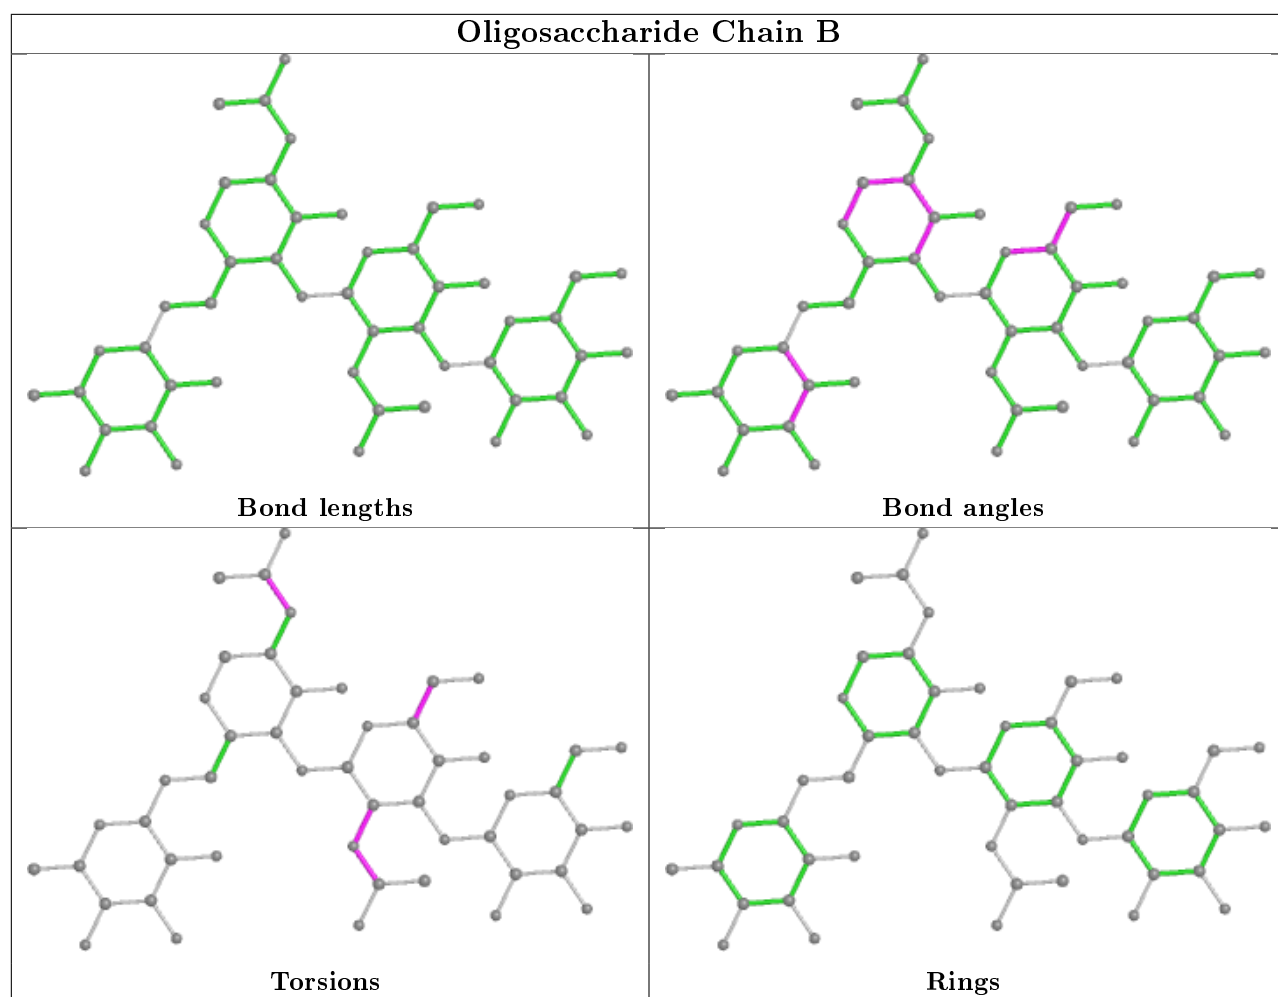 Oligosaccharide Chain B
Bond lengths
Bond angles
Torsions
Rings